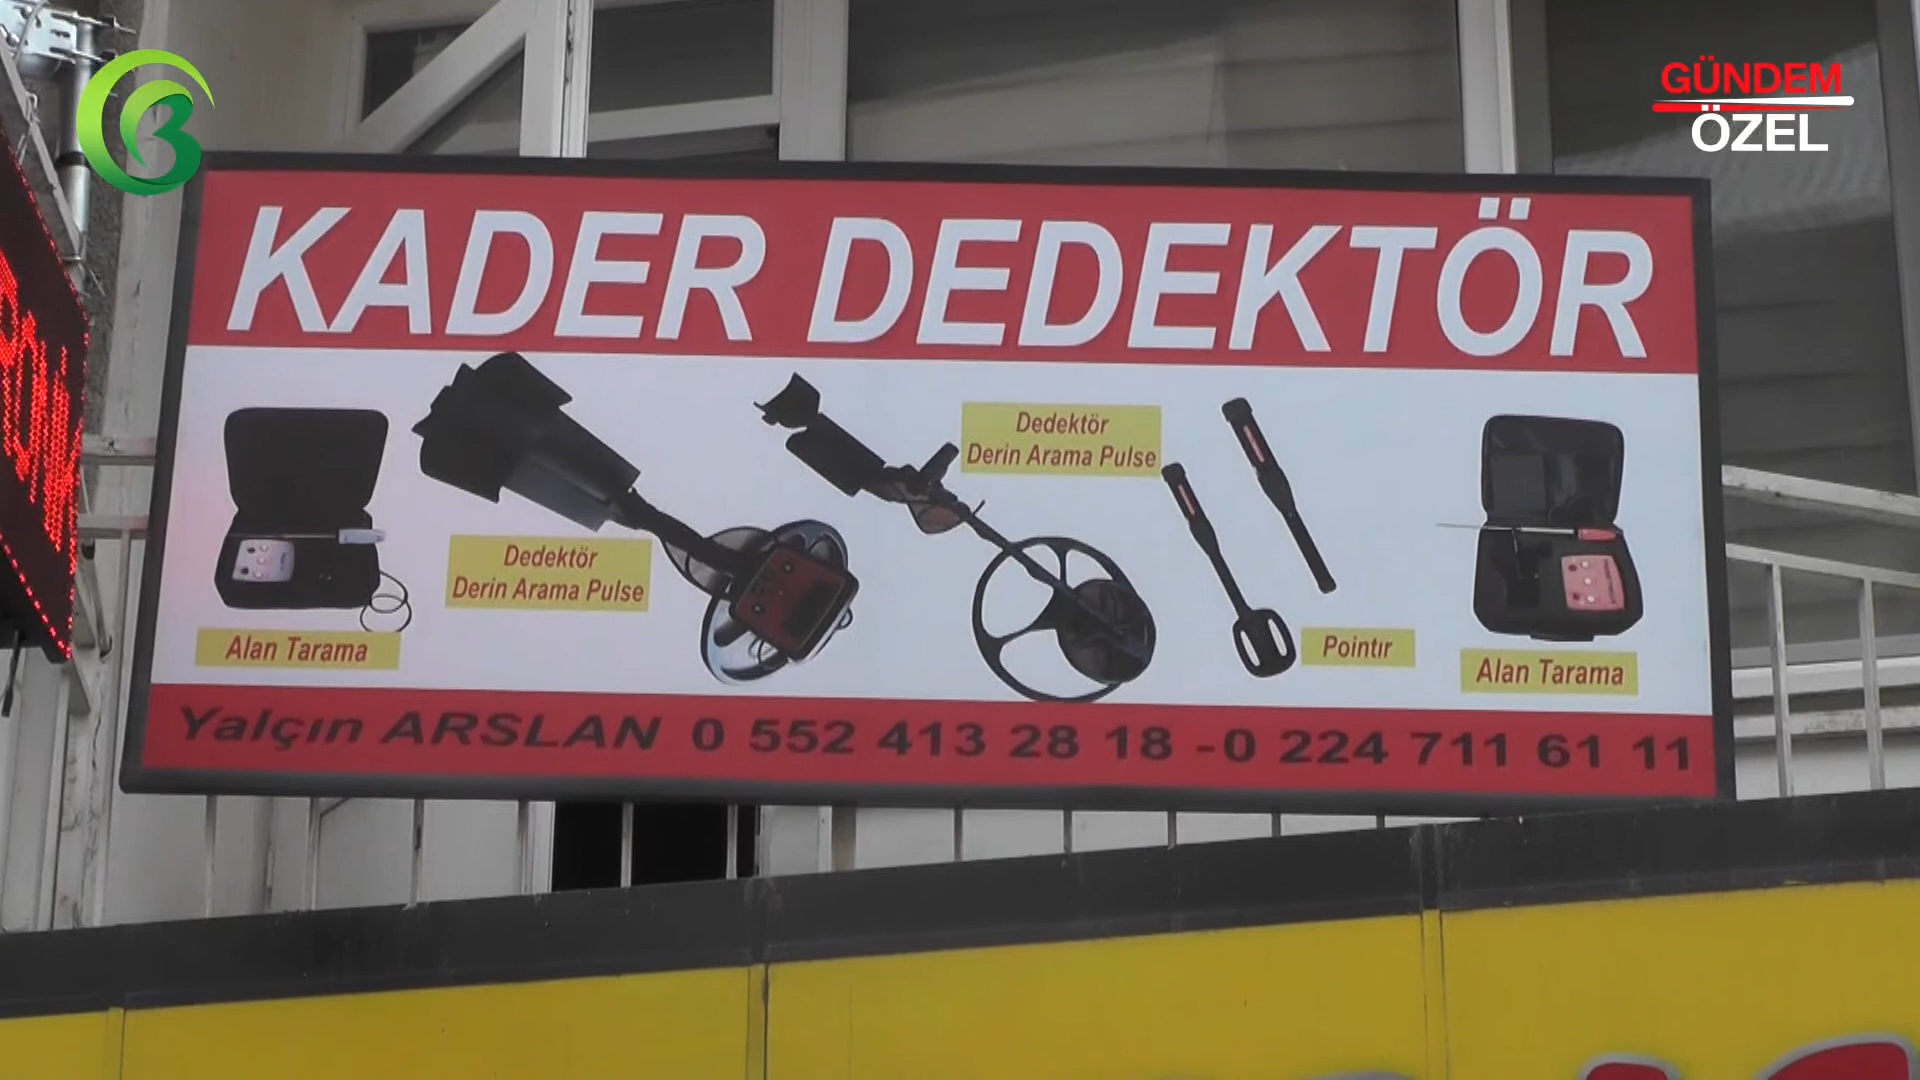 GÜNDEM
ÖZEL
KADER DEDEKTÖR
Dedektör
Derin Arama Pulse
Dedektör
Derin Arama Pulse
Alan Tarama
Pointır
Alan Tarama
Yalçın ARSLAN 0 552 413 28 18 -0 224 711 61 11